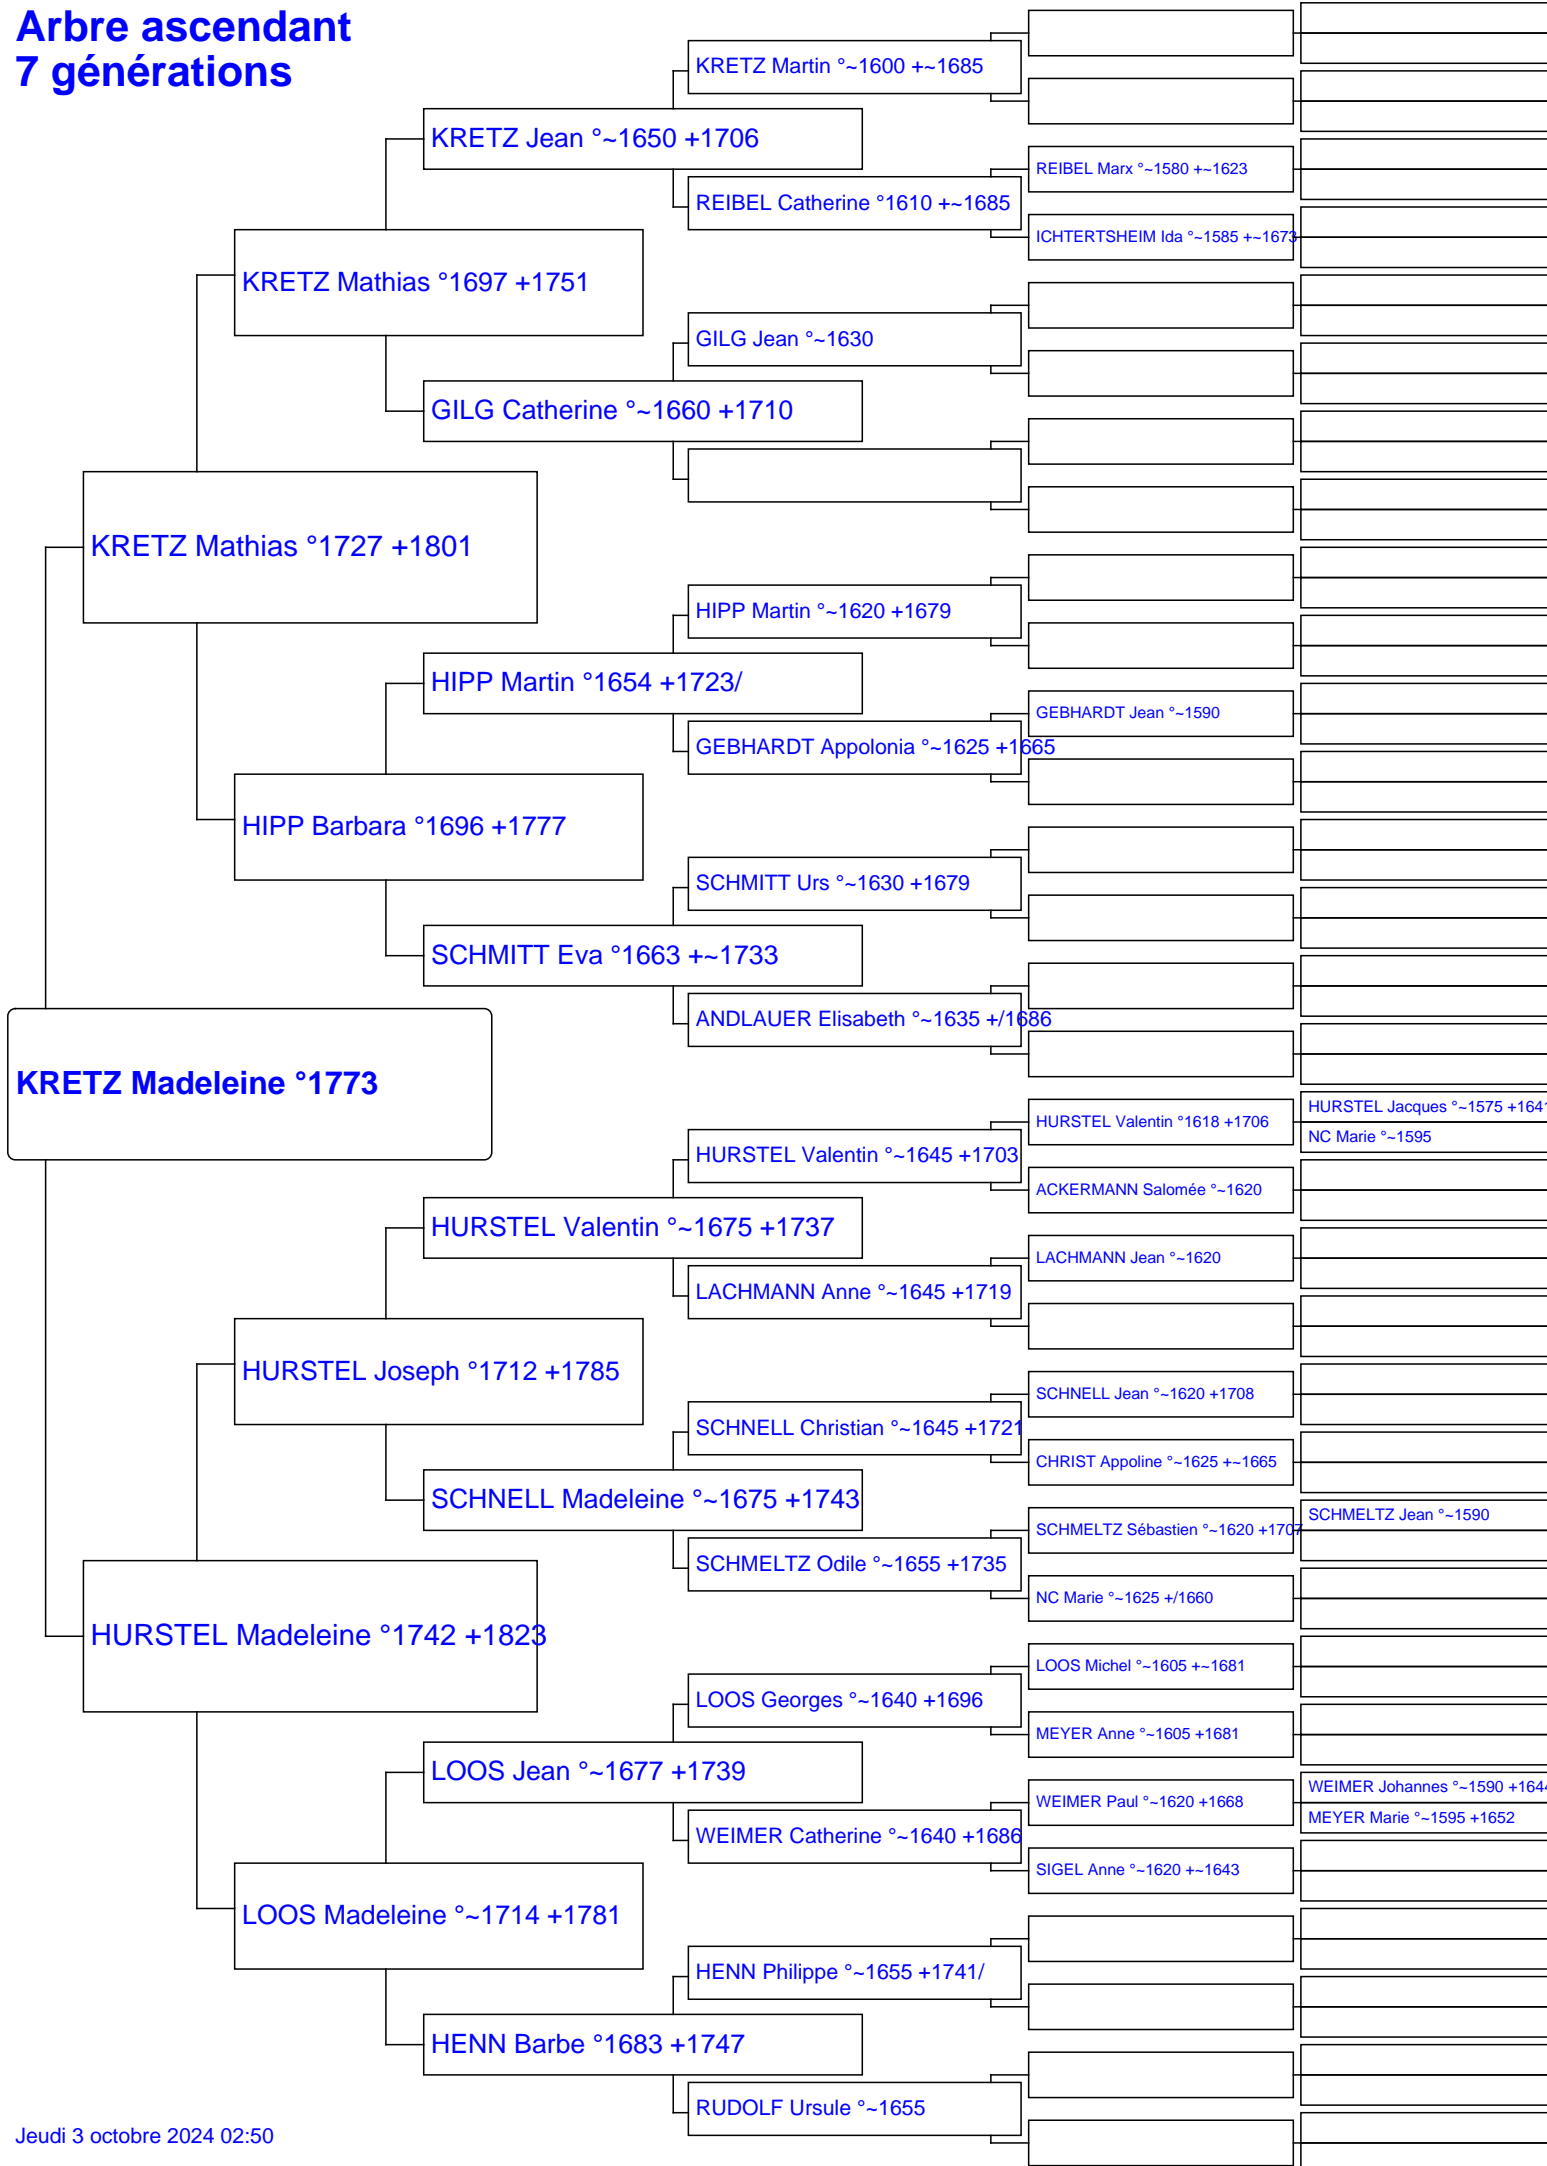 Arbre ascendant
7 générations
KRETZ Martin °~1600 +~1685
KRETZ Jean °~1650 +1706
REIBEL Marx °~1580 +~1623
REIBEL Catherine °1610 +~1685
ICHTERTSHEIM Ida °~1585 +~1673
KRETZ Mathias °1697 +1751
GILG Jean °~1630
GILG Catherine °~1660 +1710
KRETZ Mathias °1727 +1801
HIPP Martin °~1620 +1679
HIPP Martin °1654 +1723/
GEBHARDT Jean °~1590
GEBHARDT Appolonia °~1625 +1665
HIPP Barbara °1696 +1777
SCHMITT Urs °~1630 +1679
SCHMITT Eva °1663 +~1733
ANDLAUER Elisabeth °~1635 +/1686
KRETZ Madeleine °1773
HURSTEL Jacques °~1575 +1641
HURSTEL Valentin °1618 +1706
NC Marie °~1595
HURSTEL Valentin °~1645 +1703
ACKERMANN Salomée °~1620
HURSTEL Valentin °~1675 +1737
LACHMANN Jean °~1620
LACHMANN Anne °~1645 +1719
HURSTEL Joseph °1712 +1785
SCHNELL Jean °~1620 +1708
SCHNELL Christian °~1645 +1721
CHRIST Appoline °~1625 +~1665
SCHNELL Madeleine °~1675 +1743
SCHMELTZ Jean °~1590
SCHMELTZ Sébastien °~1620 +1707
SCHMELTZ Odile °~1655 +1735
NC Marie °~1625 +/1660
HURSTEL Madeleine °1742 +1823
LOOS Michel °~1605 +~1681
LOOS Georges °~1640 +1696
MEYER Anne °~1605 +1681
LOOS Jean °~1677 +1739
WEIMER Johannes °~1590 +1644
WEIMER Paul °~1620 +1668
MEYER Marie °~1595 +1652
WEIMER Catherine °~1640 +1686
SIGEL Anne °~1620 +~1643
LOOS Madeleine °~1714 +1781
HENN Philippe °~1655 +1741/
HENN Barbe °1683 +1747
RUDOLF Ursule °~1655
Jeudi 3 octobre 2024 02:50